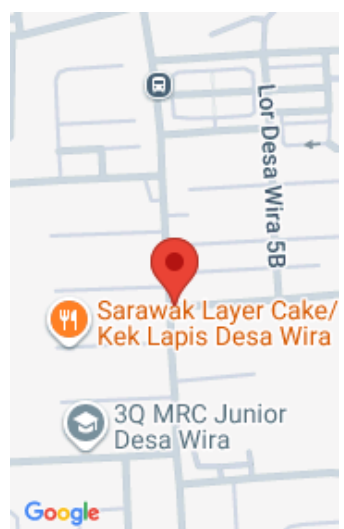 Lor Desa Wira 5B
Sarawak Layer Cake/
Kek Lapis Desa Wira
3Q MRC Junior
Desa Wira
Google